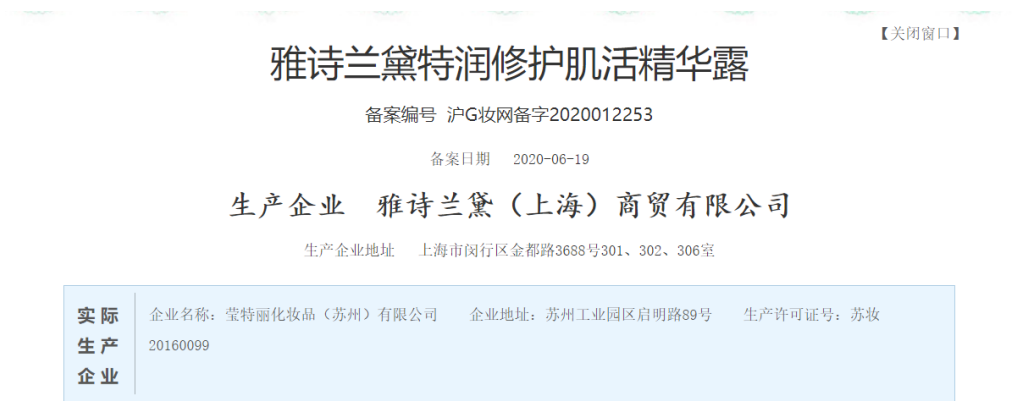 【关闭窗口】
雅诗兰黛特润修护肌活精华露
备案编号 沪G妆网备字2020012253
备案日期 2020-06-19
生产企业 雅诗兰黛（上海）商贸有限公司
生产企业地址 上海市闵行区金都路3688号301、302、306室
实际生产企业
企业名称：莹特丽化妆品（苏州）有限公司 企业地址：苏州工业园区启明路89号 生产许可证号：苏妆
20160099